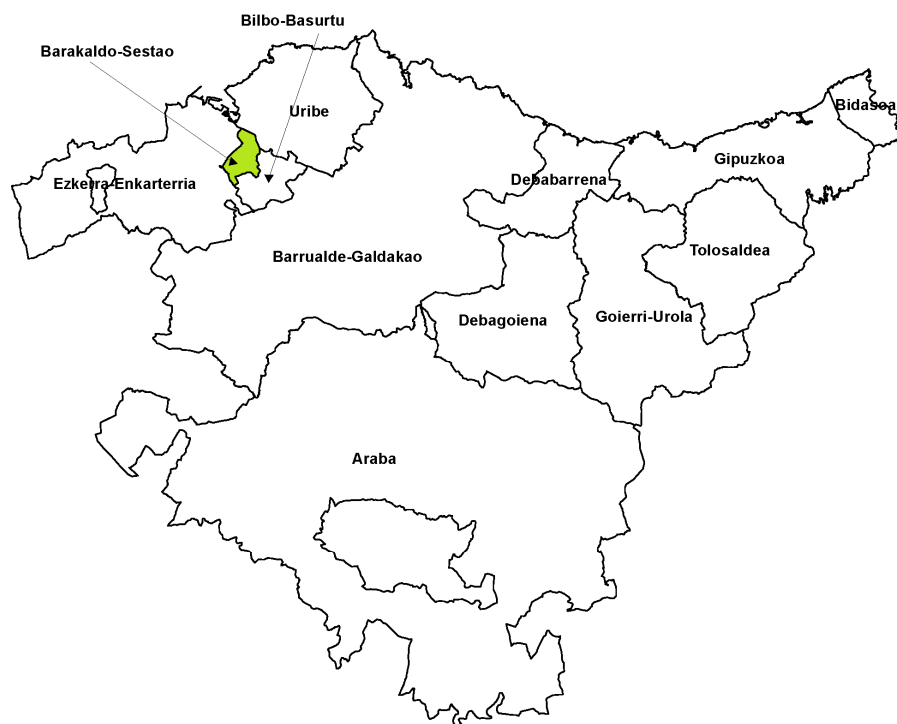 Bilbo-Basurtu
Barakaldo-Sestao
Uribe
Bidasoa
Gipuzkoa
Ezkerra-Enkarterria
Debabarrena
Barrualde-Galdakao
Tolosaldea
Debagoiena
Goierri-Urola
Araba